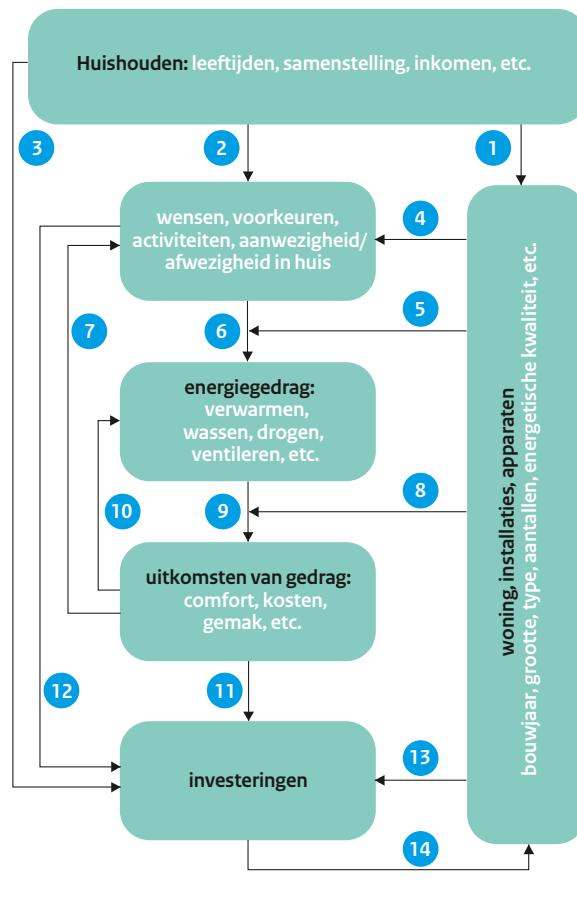 Huishouden: leeftijden, samenstelling, inkomen, etc.
3
2
1
wensen, voorkeuren,
activiteiten, aanwezigheid/
afwezigheid in huis
4
7
6
5
energiegedrag:
verwarmen,
wassen, drogen,
ventileren, etc.
10
9
8
uitkomsten van gedrag:
comfort, kosten,
gemak, etc.
12
11
investeringen
13
14
woning, installaties, apparaten
bouwjaar, grootte, type, aantallen, energetische kwaliteit, etc.